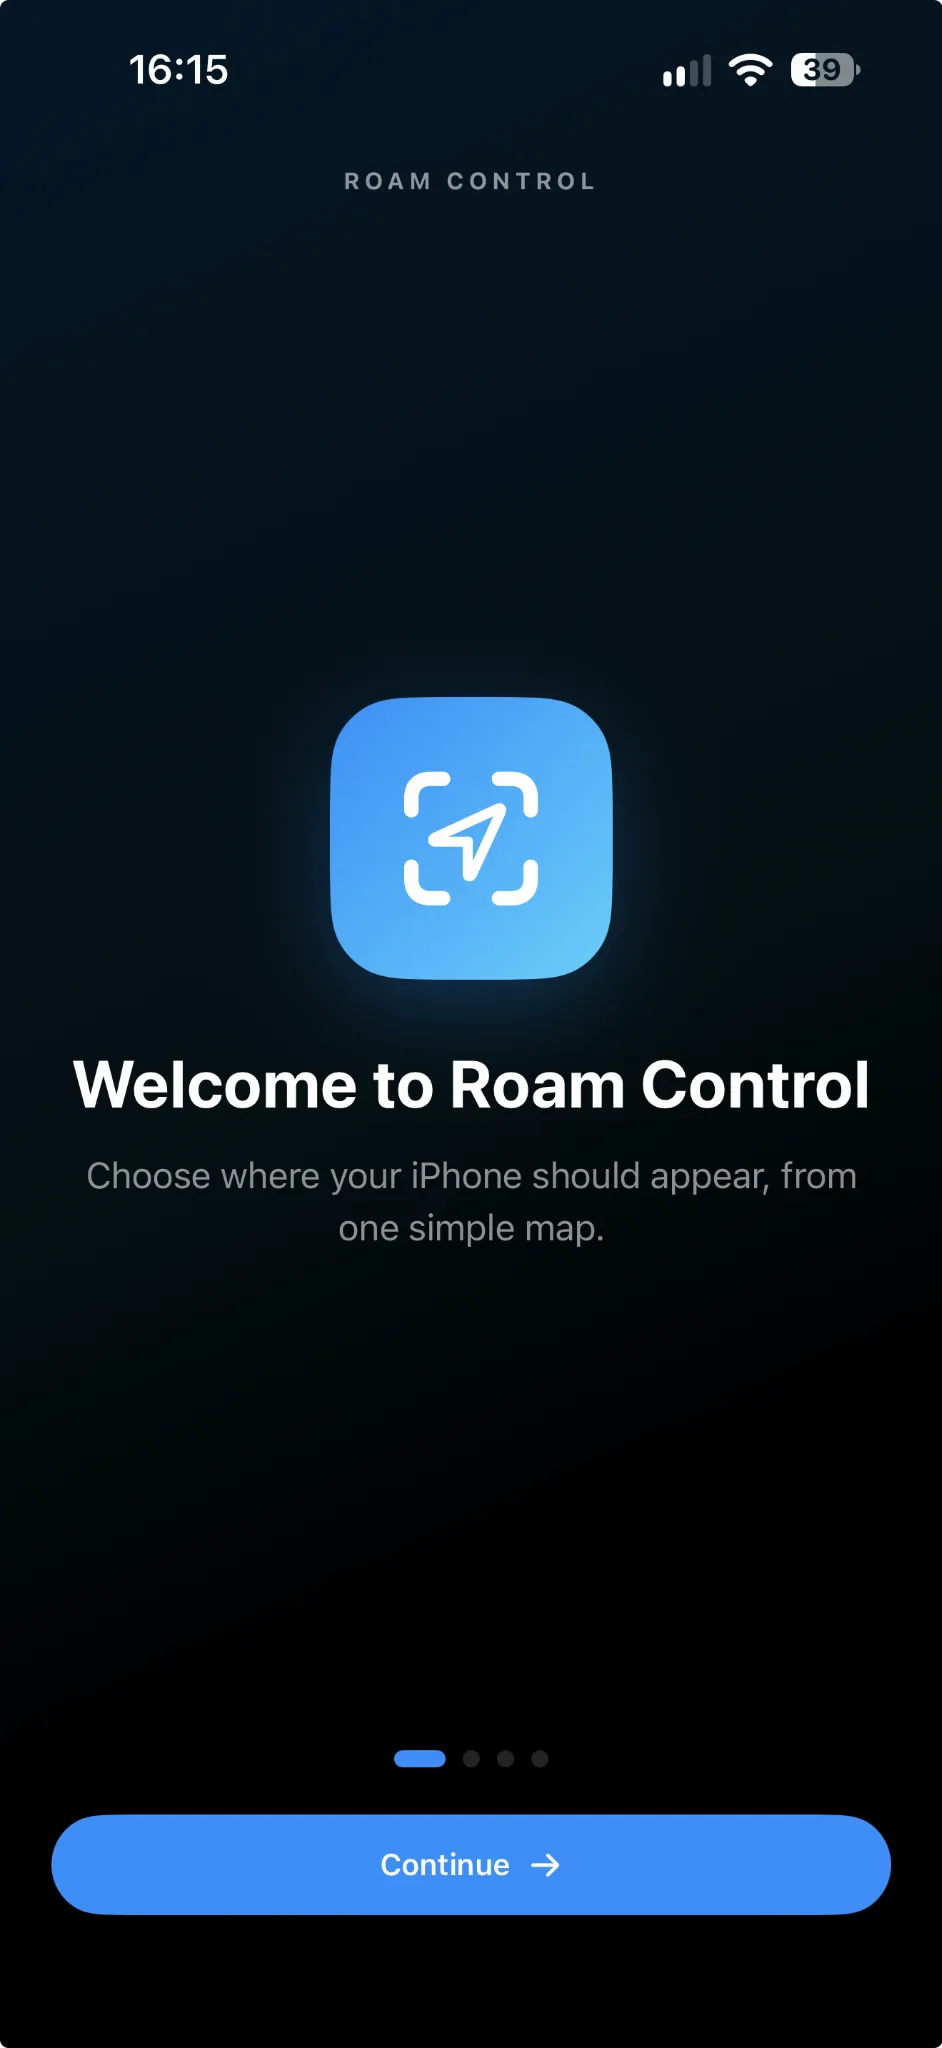 16:15
39
ROAM CONTROL
Welcome to Roam Control
Choose where your iPhone should appear, from
one simple map.
Continue →